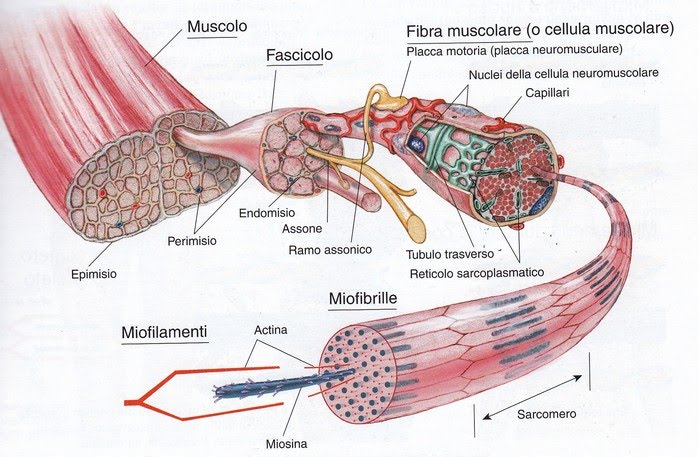 Muscolo
Fibra muscolare (o cellula muscolare)
Placca motoria (placca neuromusculare)
Fascicolo
Nuclei della cellula neuromuscolare
Capillari
Endomisio
Assone
Perimisio
Ramo assonico
Tubulo trasverso
Epimisio
Reticolo sarcoplasmatico
Miofibrille
Miofilamenti
Actina
Sarcomero
Miosina